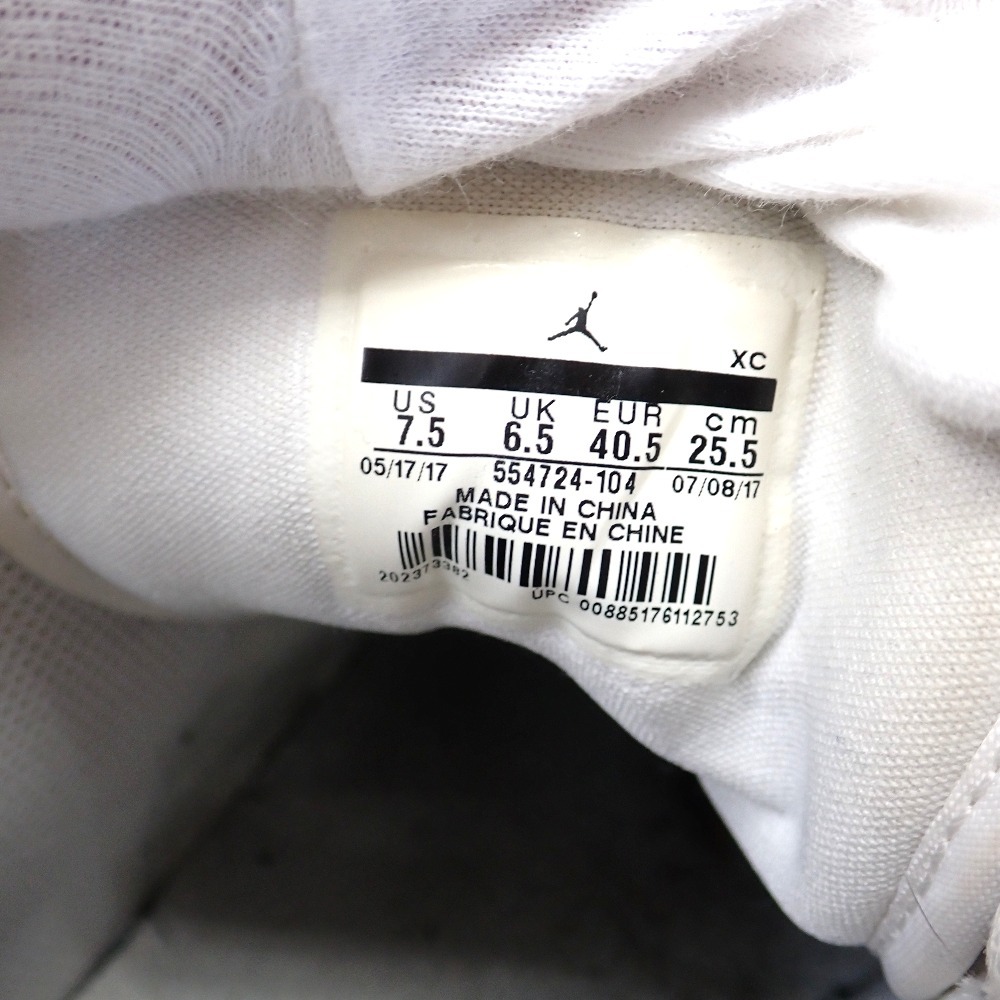 XC
US UK EUR cm
7.5 6.5 40.5 25.5
05/17/17 554724-104 07/08/17
MADE IN CHINA
FABRIQUE EN CHINE
202373382
UPC 00885176112753